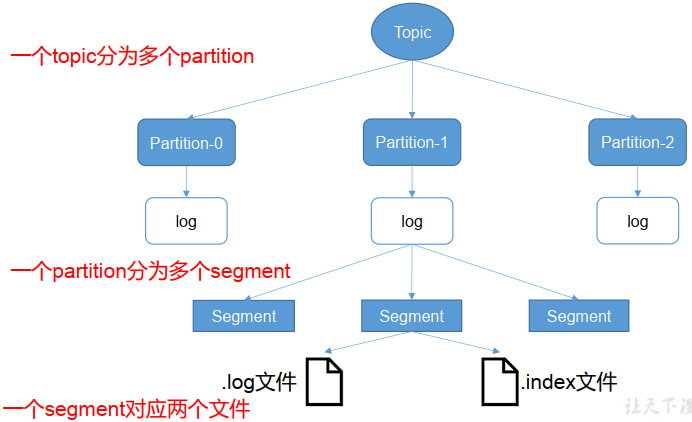 Topic
一个topic分为多个partition
Partition-0
Partition-1
Partition-2
log
log
log
一个partition分为多个segment
Segment
Segment
Segment
.log文件
.index文件
一个segment对应两个文件
让天下